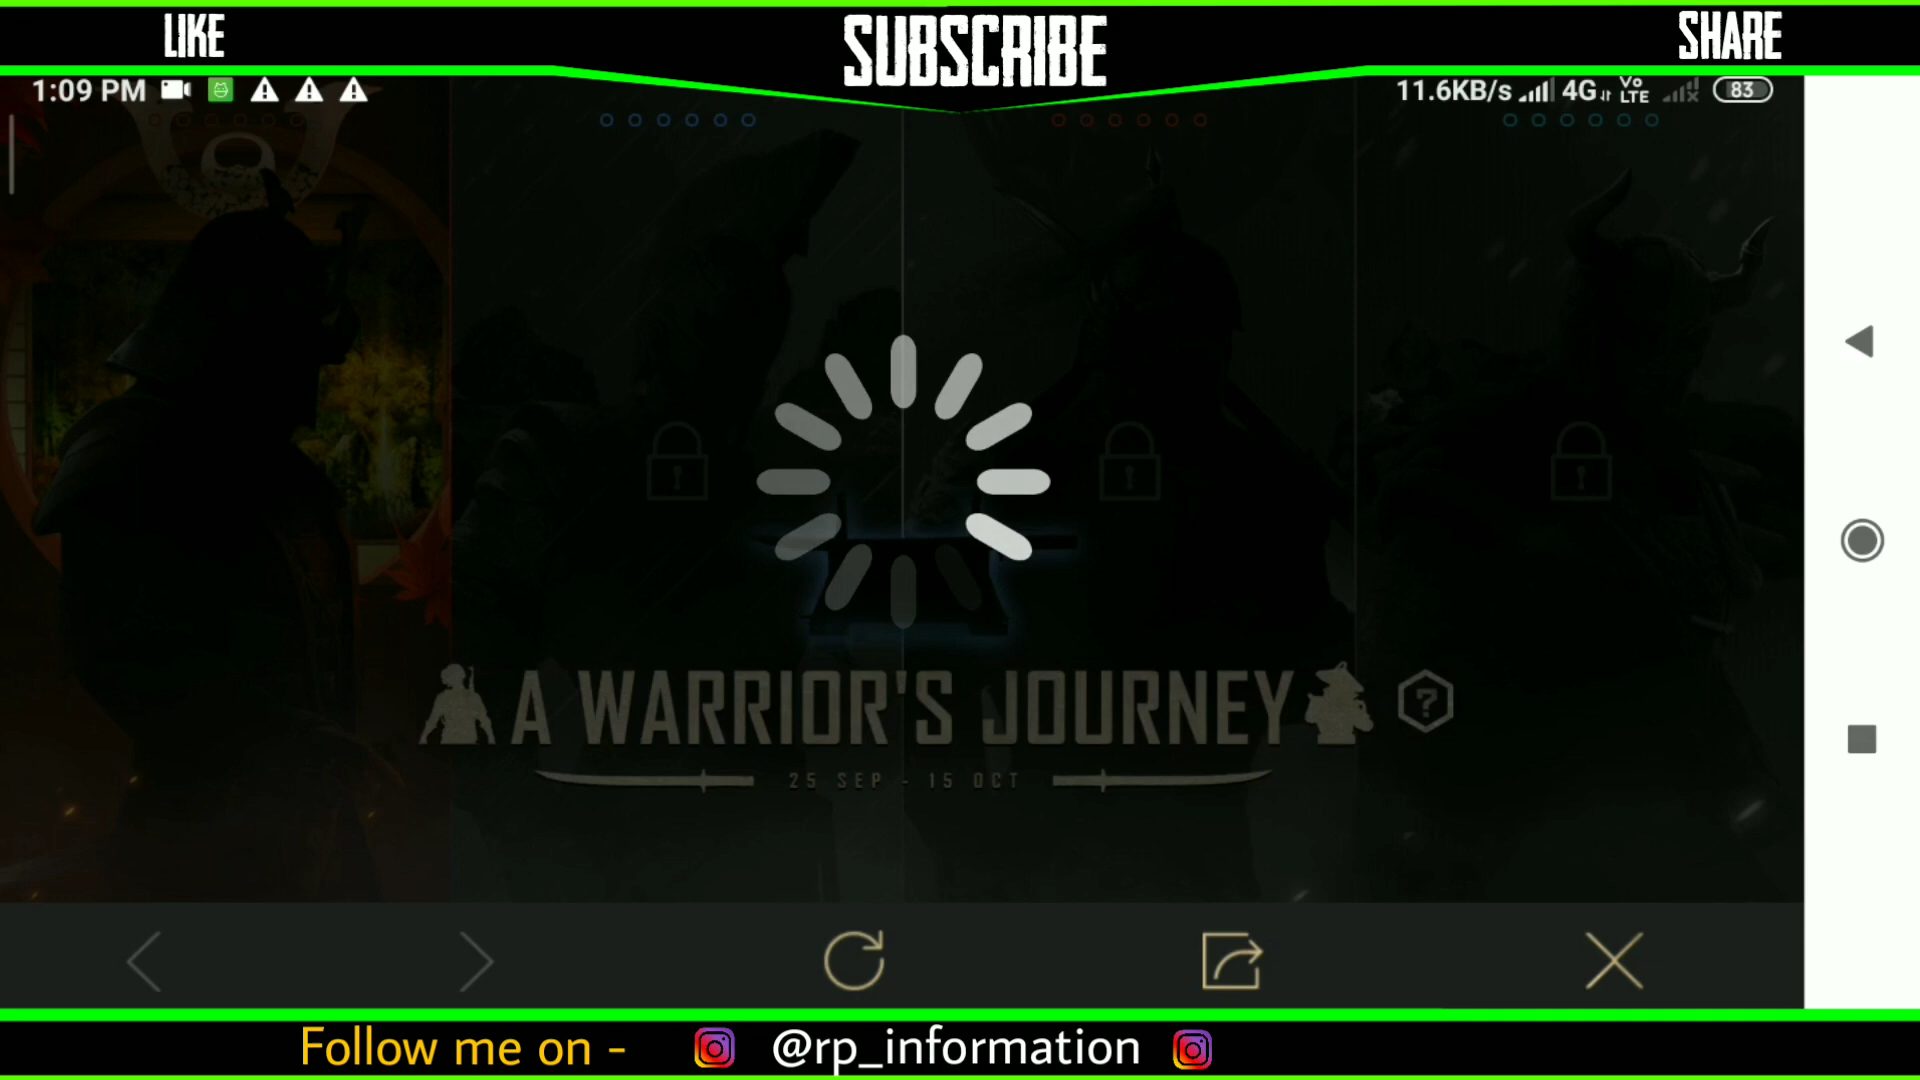 LIKE
SUBSCRIBE
SHARE
1:09 PM
11.6KB/s 4G Vo LTE 83
A WARRIOR'S JOURNEY ?
25 SEP - 15 OCT
Follow me on - @rp_information